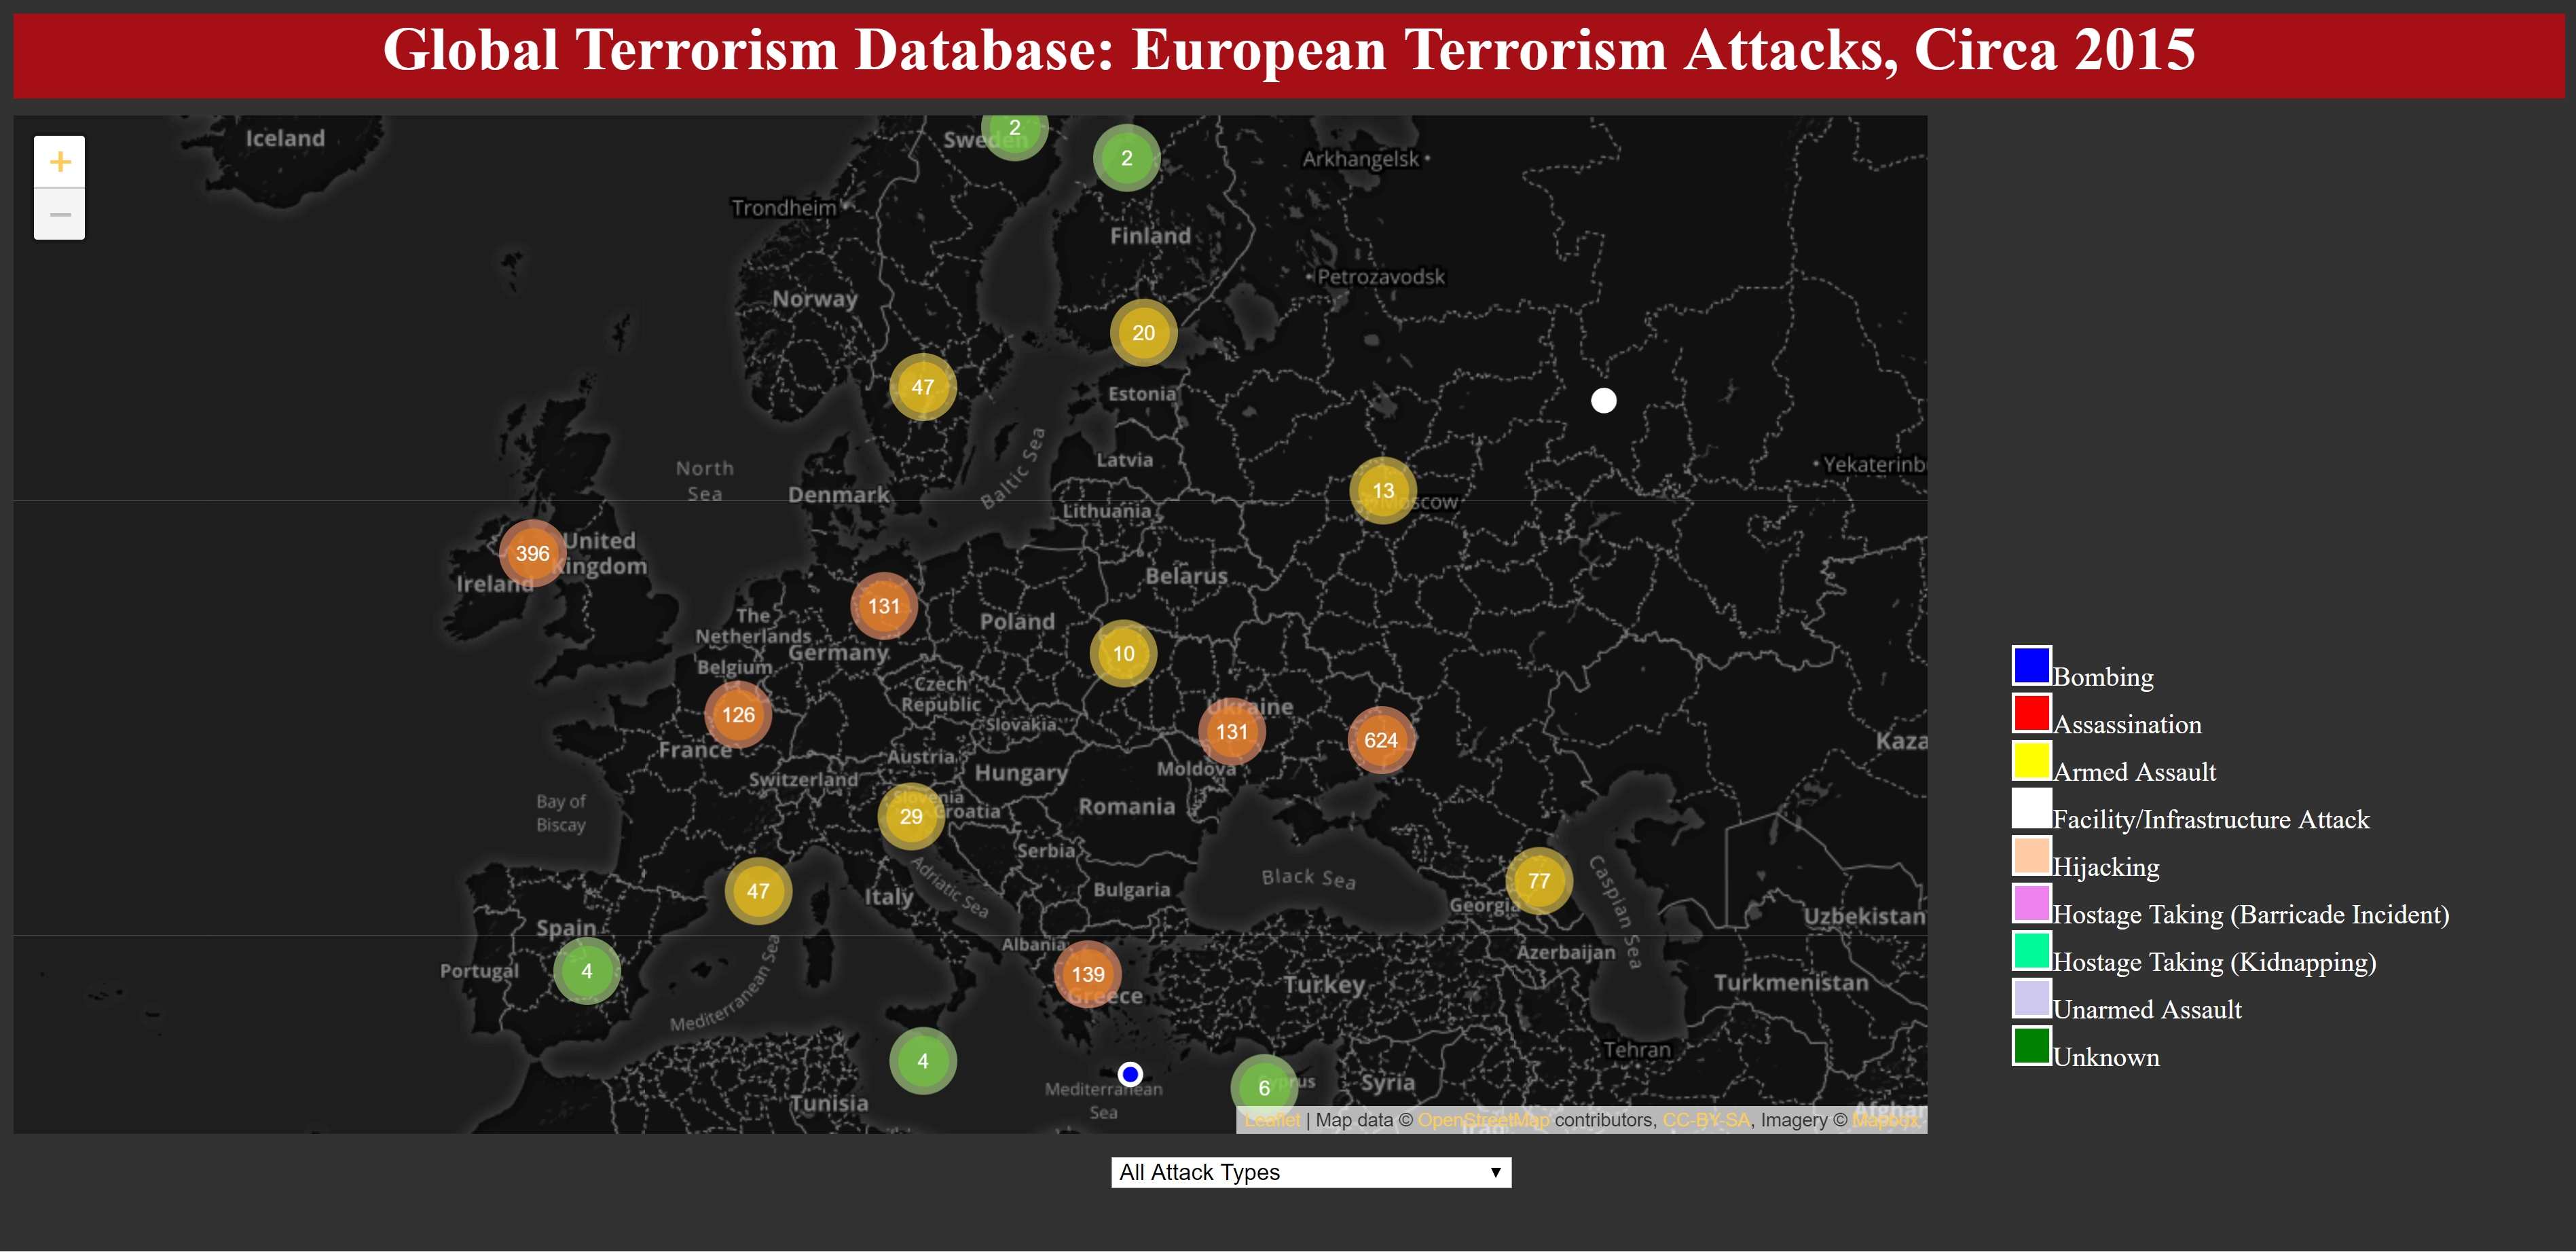 Global Terrorism Database: European Terrorism Attacks, Circa 2015
+
−
Iceland
Sweden
2
2
Arkhangelsk
Trondheim
Finland
Petrozavodsk
Norway
20
47
Estonia
Baltic Sea
Latvia
Yekaterinb
North
Sea
Denmark
13
Moscow
Lithuania
396
United
Kingdom
Ireland
Belarus
131
The
Netherlands
Poland
Germany
10
Belgium
Czech
Republic
126
Slovakia
Ukraine
131
624
France
Austria
Kaza
Switzerland
Hungary
Moldova
Bay of
Biscay
Slovenia
Croatia
29
Romania
Serbia
47
Italy
Adriatic Sea
Bulgaria
Black Sea
77
Georgia
Caspian Sea
Uzbekistan
Spain
Albania
Azerbaijan
Portugal
4
Mediterranean Sea
139
Greece
Turkey
Turkmenistan
4
Tehran
Mediterranean
Sea
6
Cyprus
Syria
Tunisia
Afghan
Iraq
Leaflet | Map data © OpenStreetMap contributors, CC-BY-SA, Imagery © Mapbox
Bombing
Assassination
Armed Assault
Facility/Infrastructure Attack
Hijacking
Hostage Taking (Barricade Incident)
Hostage Taking (Kidnapping)
Unarmed Assault
Unknown
All Attack Types